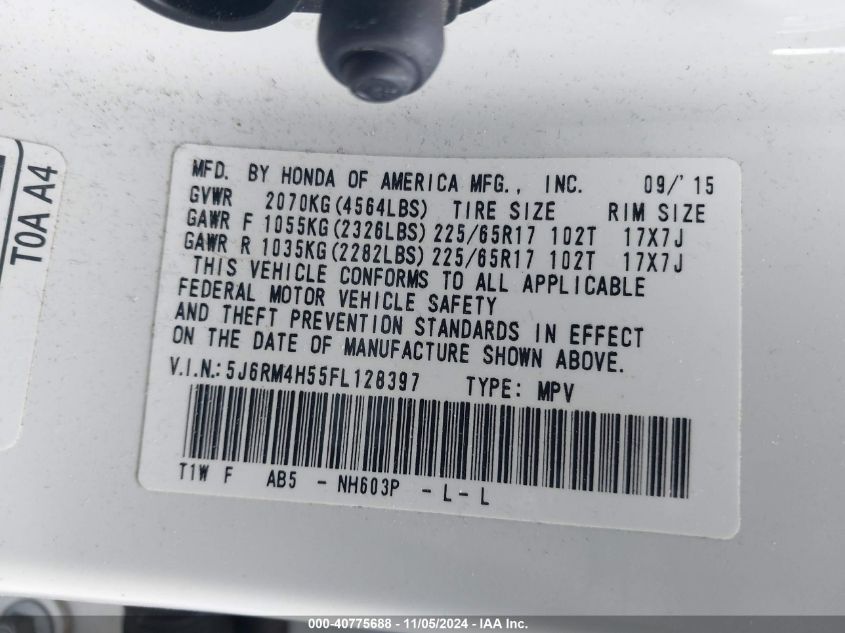 MFD. BY HONDA OF AMERICA MFG., INC. 09/'15
GVWR 2070KG(4564LBS) TIRE SIZE RIM SIZE
GAWR F 1055KG(2326LBS) 225/65R17 102T 17X7J
GAWR R 1035KG(2282LBS) 225/65R17 102T 17X7J
THIS VEHICLE CONFORMS TO ALL APPLICABLE
FEDERAL MOTOR VEHICLE SAFETY
AND THEFT PREVENTION STANDARDS IN EFFECT
ON THE DATE OF MANUFACTURE SHOWN ABOVE.
V.I.N.: 5J6RM4H55FL128397 TYPE: MPV
T1W F AB5 - NH603P - L - L
T0A A4
000-40775688 - 11/05/2024 - IAA Inc.